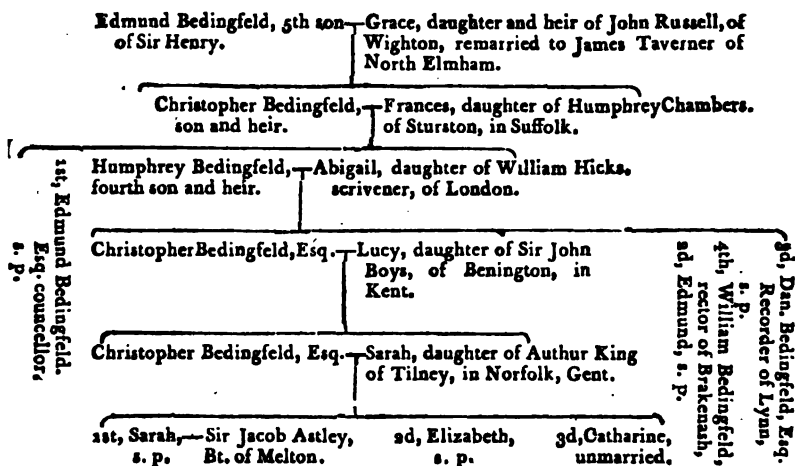 Edmund Bedingfeld, 5th son
of Sir Henry.
Grace, daughter and heir of John Russell, of
Wighton, remarried to James Taverner of
North Elmham.
Christopher Bedingfeld,
son and heir.
Frances, daughter of Humphrey Chambers.
of Sturston, in Suffolk.
1st, Edmund Bedingfeld.
Esq. councellor,
s. p.
Humphrey Bedingfeld,
fourth son and heir.
Abigail, daughter of William Hicks,
scrivener, of London.
Christopher Bedingfeld, Esq.
Lucy, daughter of Sir John
Boys, of Benington, in
Kent.
3d, Dan. Bedingfeld, Esq.
Recorder of Lynn,
s. p.
4th, William Bedingfeld,
rector of Brakenash,
2d, Edmund, s. p.
Christopher Bedingfeld, Esq.
Sarah, daughter of Authur King
of Tilney, in Norfolk, Gent.
1st, Sarah,
s. p.
Sir Jacob Astley,
Bt. of Melton.
2d, Elizabeth,
s. p.
3d, Catharine,
unmarried.